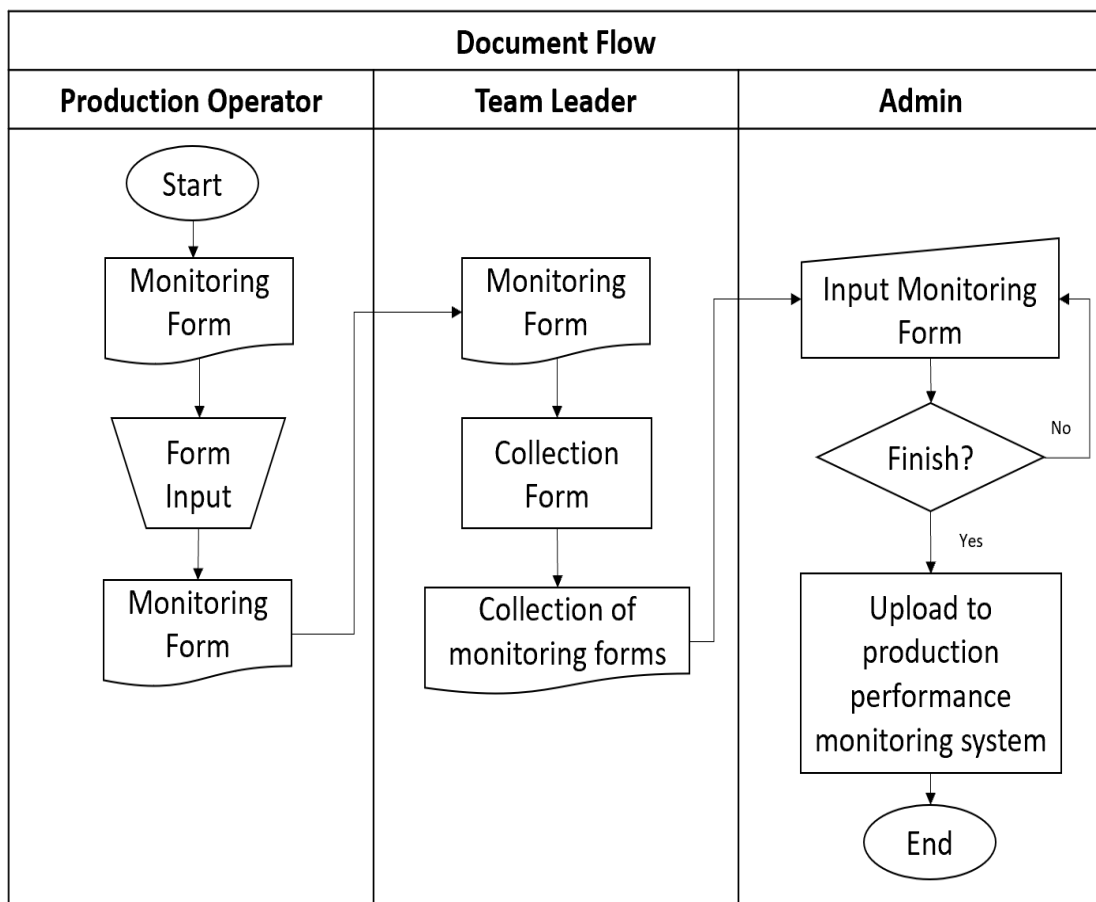 Document Flow
Production Operator
Team Leader
Admin
Start
Monitoring
Form
Form
Input
Monitoring
Form
Monitoring
Form
Collection
Form
Collection of
monitoring forms
Input Monitoring
Form
Finish?
No
Yes
Upload to
production
performance
monitoring system
End